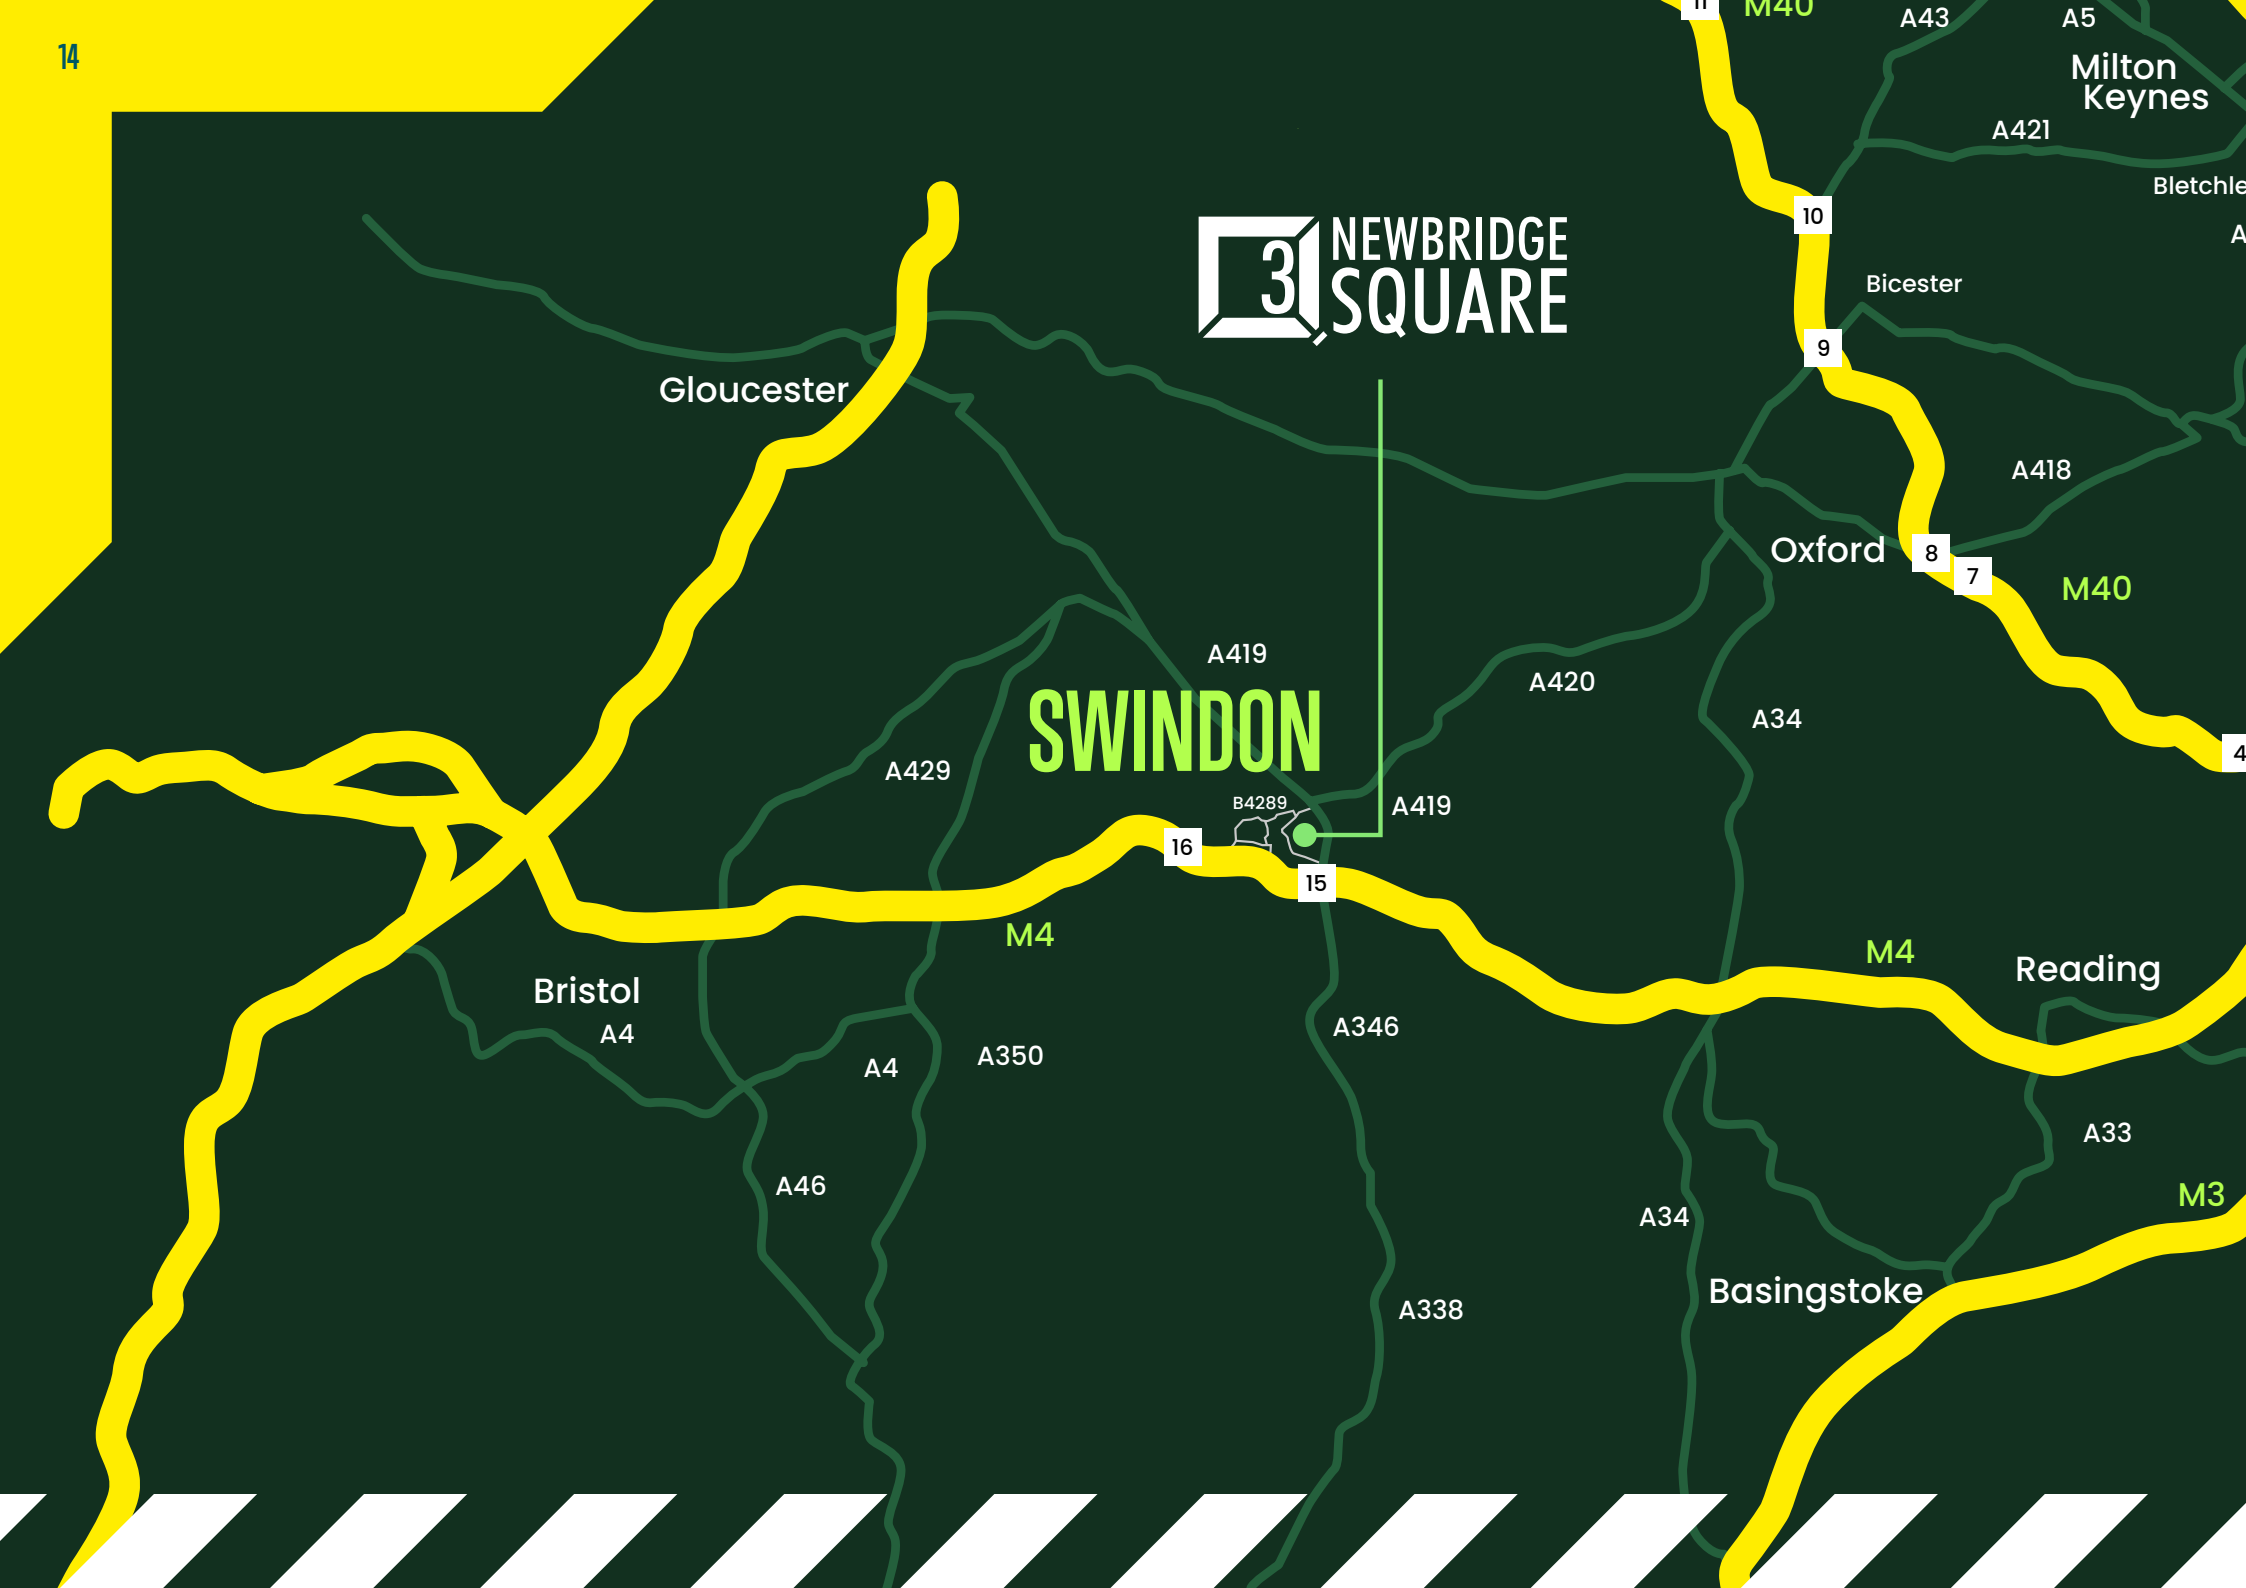 14
11
M40
A43
A5
Milton
Keynes
A421
Bletchle
A
10
3
NEWBRIDGE
SQUARE
Bicester
9
Gloucester
A418
Oxford
8
7
M40
A419
A420
SWINDON
A34
4
A429
B4289
A419
16
15
M4
M4
Reading
Bristol
A4
A346
A350
A4
A33
A46
M3
A34
Basingstoke
A338